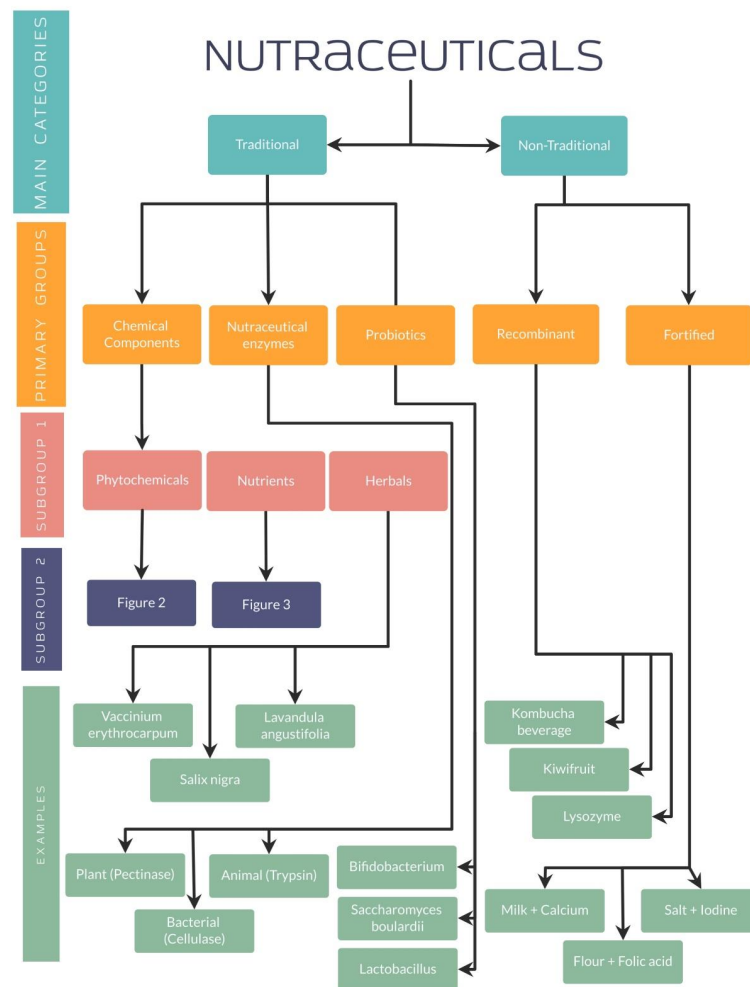 NUTRaceUTICALS
MAIN CATEGORIES
Traditional
Non-Traditional
PRIMARY GROUPS
Chemical
Components
Nutraceutical
enzymes
Probiotics
Recombinant
Fortified
SUBGROUP 1
Phytochemicals
Nutrients
Herbals
SUBGROUP 2
Figure 2
Figure 3
EXAMPLES
Vaccinium
erythrocarpum
Lavandula
angustifolia
Salix nigra
Kombucha
beverage
Kiwifruit
Lysozyme
Plant (Pectinase)
Animal (Trypsin)
Bacterial
(Cellulase)
Bifidobacterium
Saccharomyces
boulardii
Lactobacillus
Milk + Calcium
Salt + Iodine
Flour + Folic acid